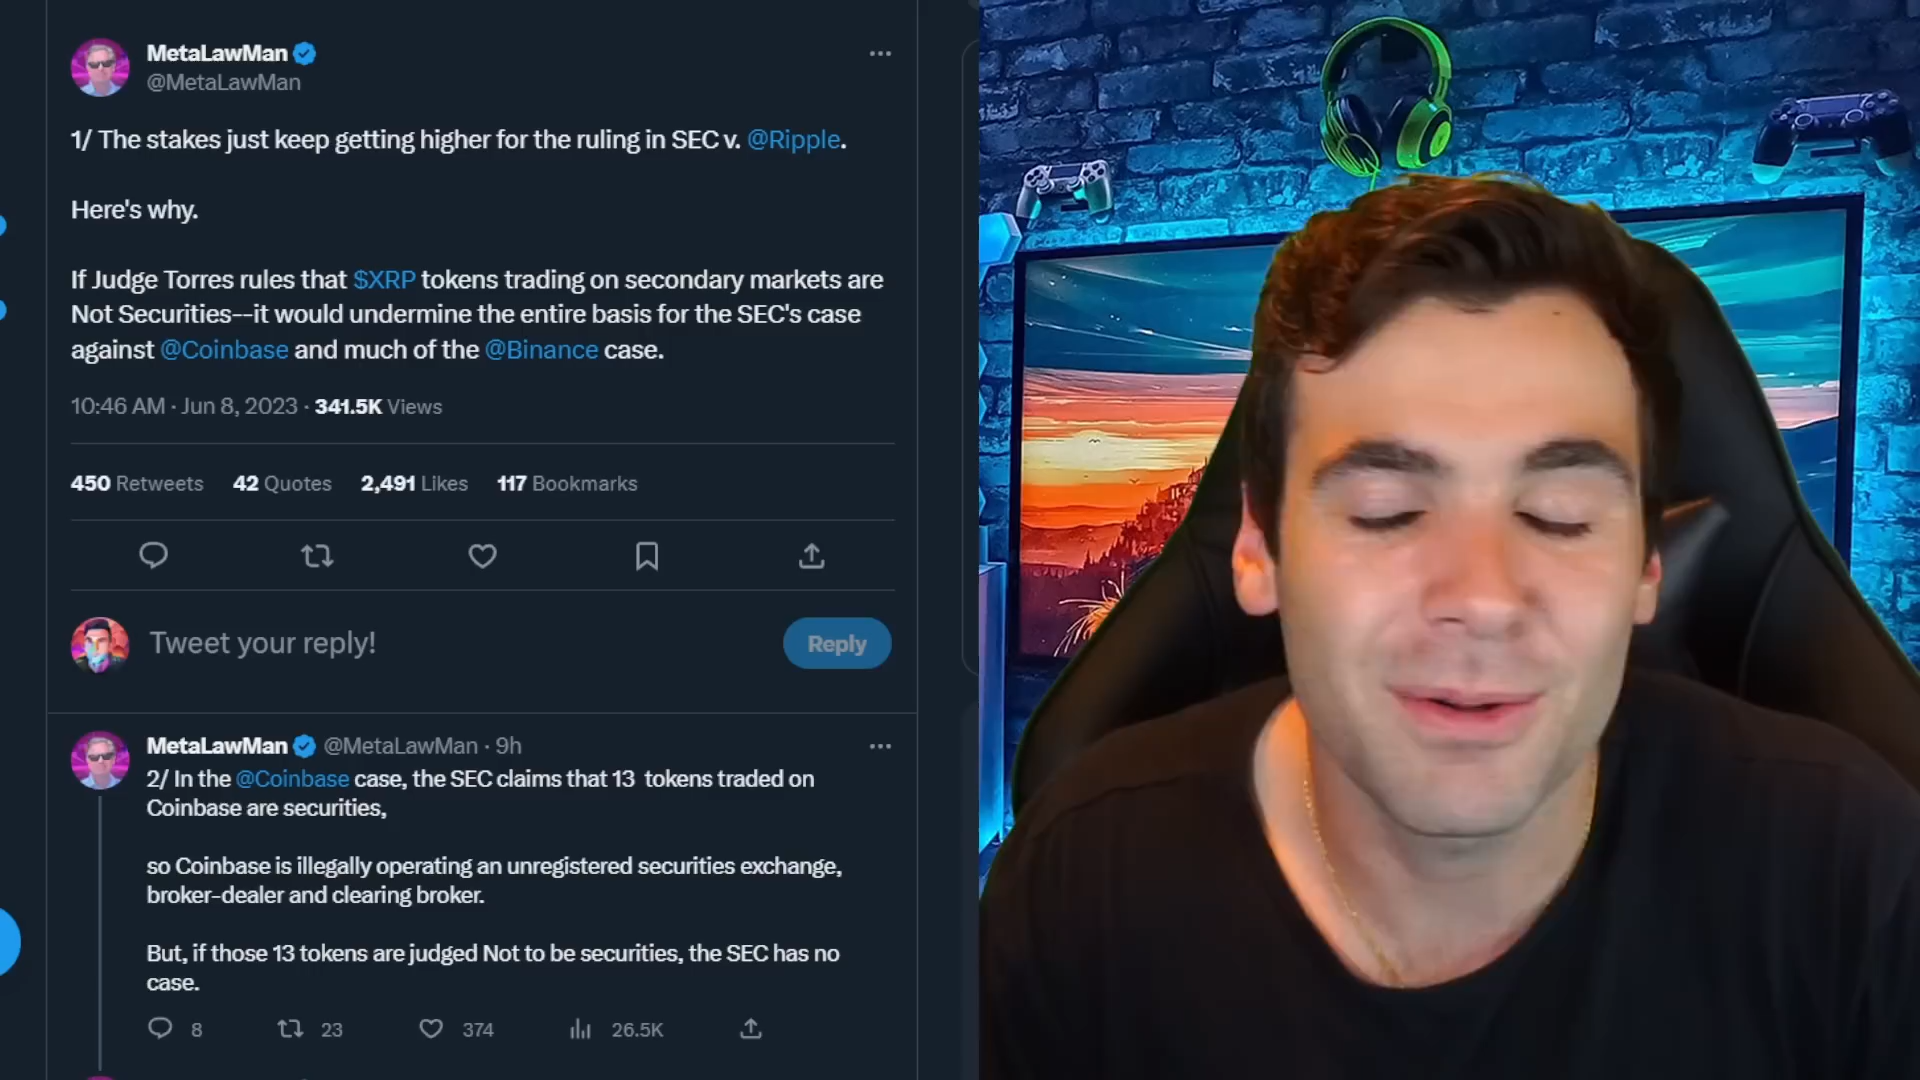 MetaLawMan
@MetaLawMan
1/ The stakes just keep getting higher for the ruling in SEC v. @Ripple.
Here's why.
If Judge Torres rules that $XRP tokens trading on secondary markets are
Not Securities--it would undermine the entire basis for the SEC's case
against @Coinbase and much of the @Binance case.
10:46 AM · Jun 8, 2023 · 341.5K Views
450 Retweets 42 Quotes 2,491 Likes 117 Bookmarks
Tweet your reply!
Reply
MetaLawMan @MetaLawMan · 9h
2/ In the @Coinbase case, the SEC claims that 13 tokens traded on
Coinbase are securities,
so Coinbase is illegally operating an unregistered securities exchange,
broker-dealer and clearing broker.
But, if those 13 tokens are judged Not to be securities, the SEC has no
case.
8 23 374 26.5K